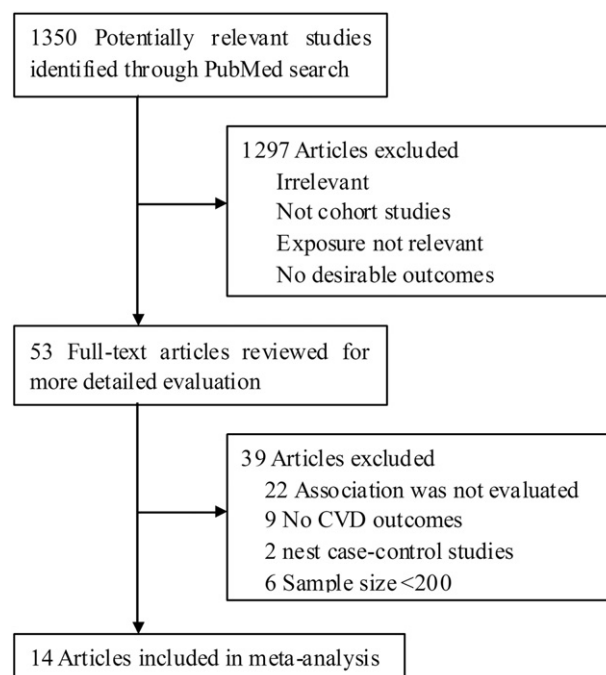 1350 Potentially relevant studies
identified through PubMed search
1297 Articles excluded
Irrelevant
Not cohort studies
Exposure not relevant
No desirable outcomes
53 Full-text articles reviewed for
more detailed evaluation
39 Articles excluded
22 Association was not evaluated
9 No CVD outcomes
2 nest case-control studies
6 Sample size<200
14 Articles included in meta-analysis